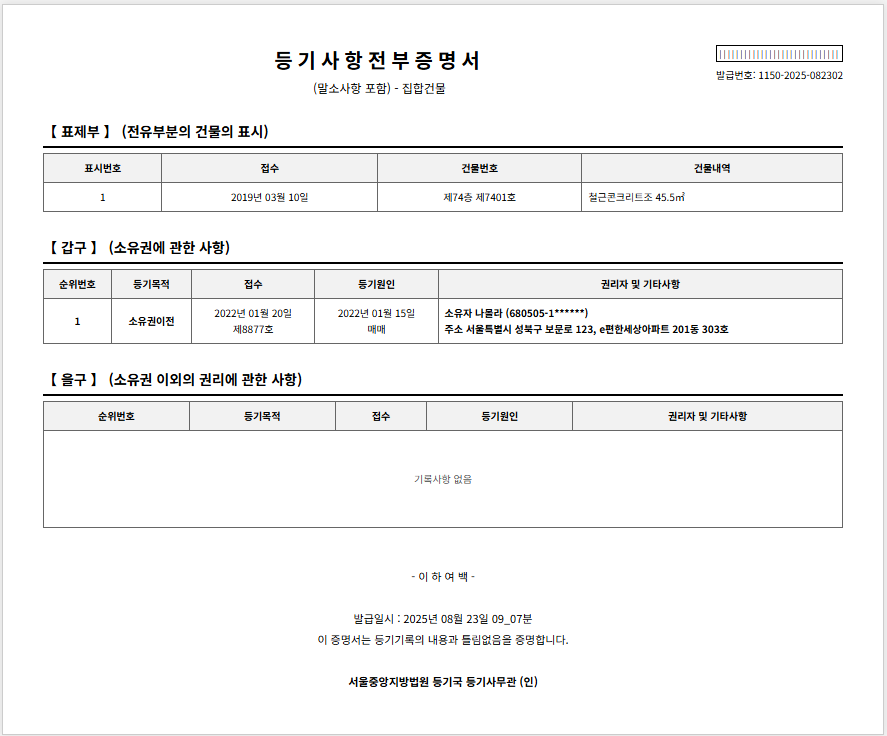 등기사항전부증명서
(말소사항 포함) - 집합건물
발급번호: 1150-2025-082302
【 표제부 】 (전유부분의 건물의 표시)
표시번호 접수 건물번호 건물내역
1 2019년 03월 10일 제74층 제7401호 철근콘크리트조 45.5㎡
【 갑구 】 (소유권에 관한 사항)
순위번호 등기목적 접수 등기원인 권리자 및 기타사항
1 소유권이전 2022년 01월 20일 제8877호 2022년 01월 15일 매매 소유자 나몰라 (680505-1******)
주소 서울특별시 성북구 보문로 123, e편한세상아파트 201동 303호
【 을구 】 (소유권 이외의 권리에 관한 사항)
순위번호 등기목적 접수 등기원인 권리자 및 기타사항
기록사항 없음
- 이 하 여 백 -
발급일시 : 2025년 08월 23일 09_07분
이 증명서는 등기기록의 내용과 틀림없음을 증명합니다.
서울중앙지방법원 등기국 등기사무관 (인)